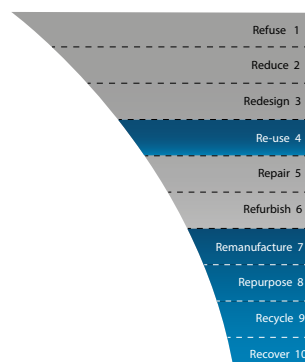 Refuse 1
Reduce 2
Redesign 3
Re-use 4
Repair 5
Refurbish 6
Remanufacture 7
Repurpose 8
Recycle 9
Recover 10